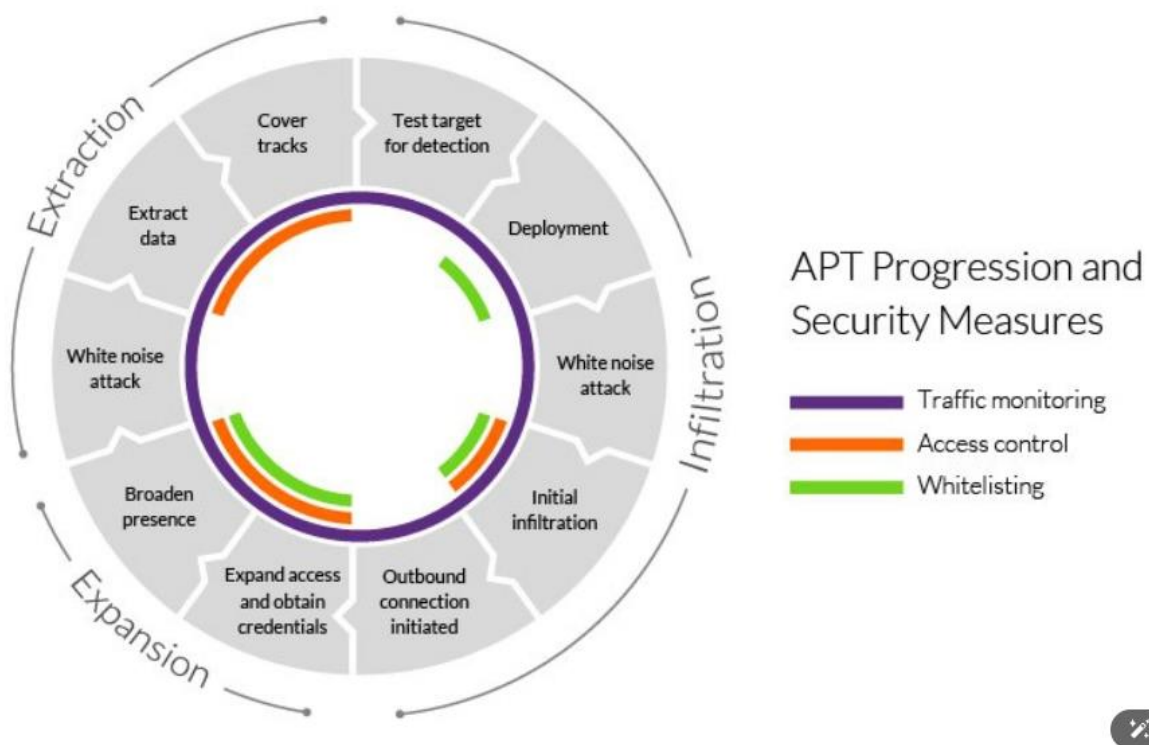 Cover
tracks
Test target
for detection
Extract
data
Deployment
White noise
attack
White noise
attack
Broaden
presence
Initial
infiltration
Expand access
and obtain
credentials
Outbound
connection
initiated
Extraction
Infiltration
Expansion
APT Progression and
Security Measures
Traffic monitoring
Access control
Whitelisting